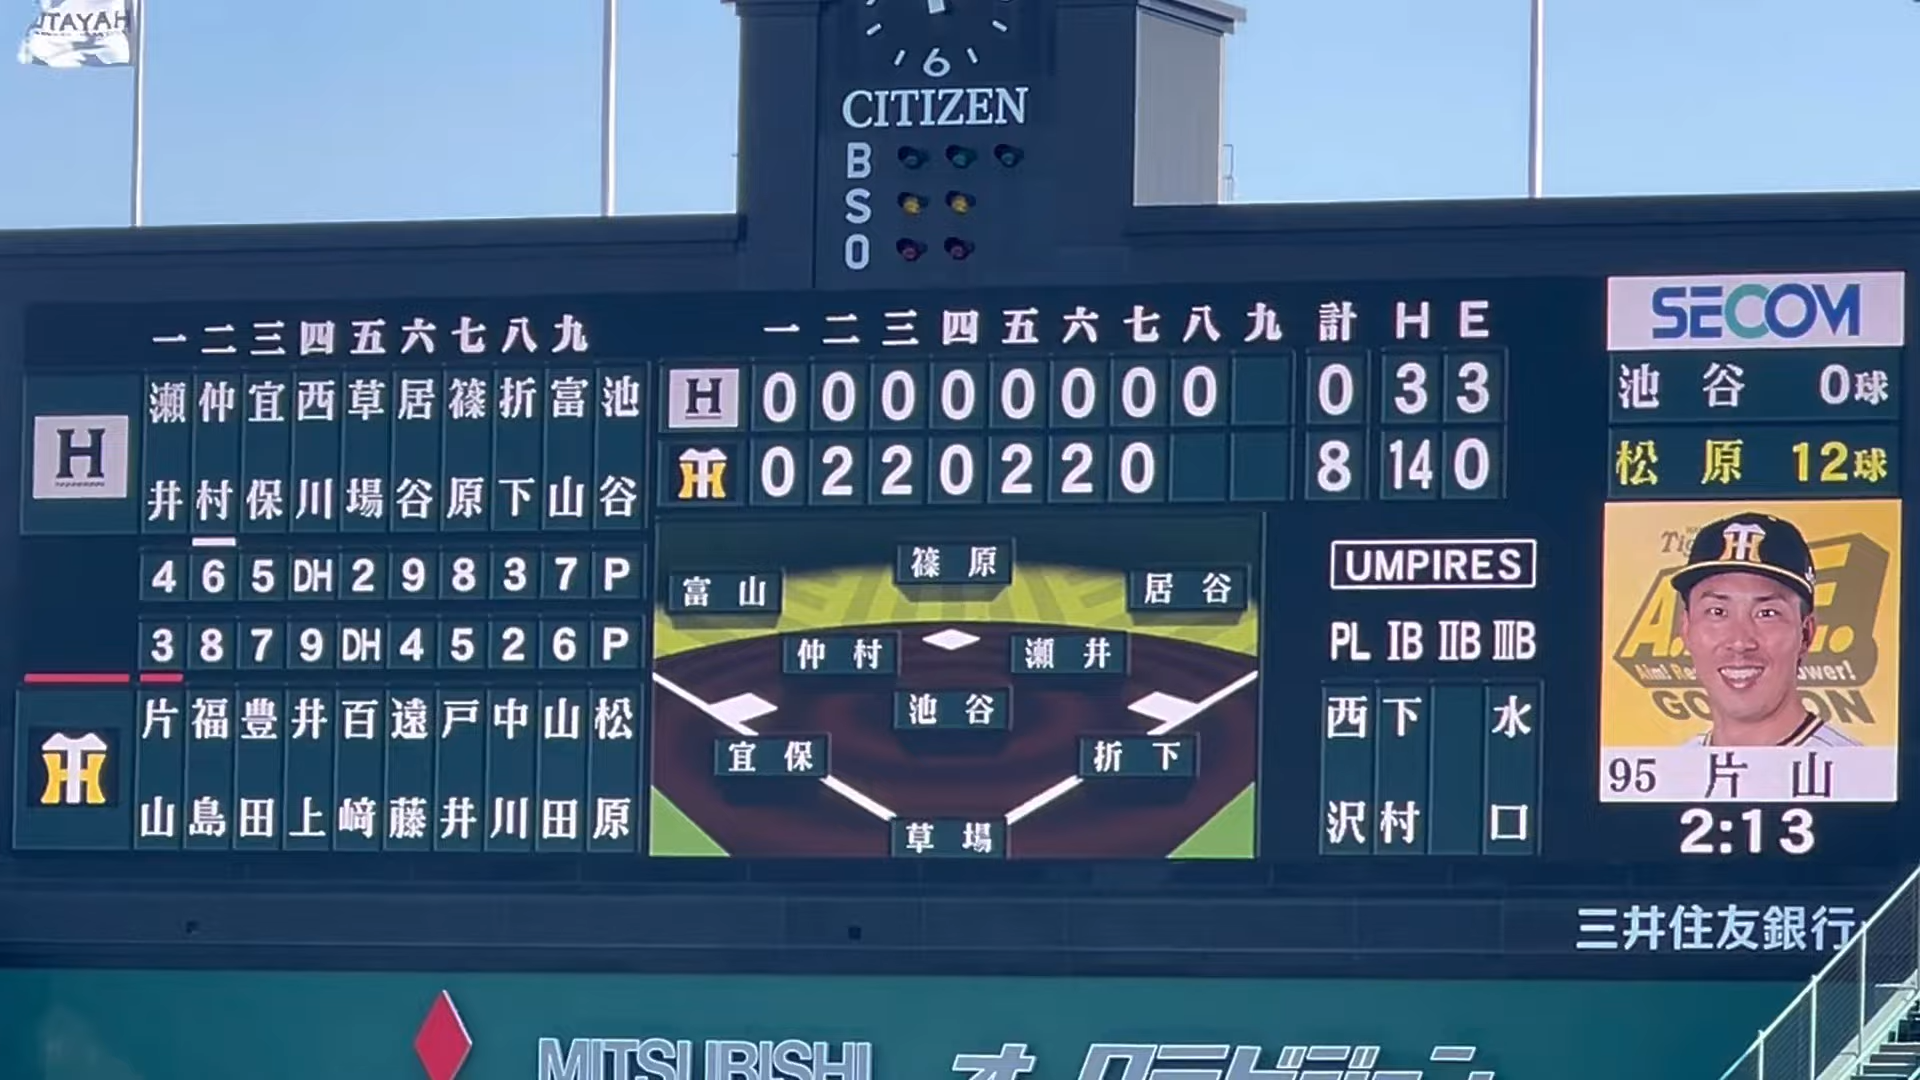 HAYATI
6
CITIZEN
B
S
O
一 二 三 四 五 六 七 八 九
瀬井 仲村 宜保 西川 草場 居谷 篠原 折下 富山 池谷
4 6 5 DH 2 9 8 3 7 P
3 8 7 9 DH 4 5 2 6 P
片山 福島 豊田 井上 百﨑 遠藤 戸井 中川 山田 松原
一 二 三 四 五 六 七 八 九 計 H E
H 0 0 0 0 0 0 0 0 0 3 3
0 2 2 0 2 2 0 8 14 0
篠原
富山 居谷
仲村 瀬井
池谷
宜保 折下
草場
UMPIRES
PL ⅠB ⅡB ⅢB
西沢 下村 水口
SECOM
池谷 0球
松原 12球
95 片山
2:13
三井住友銀行
MITSUBISHI